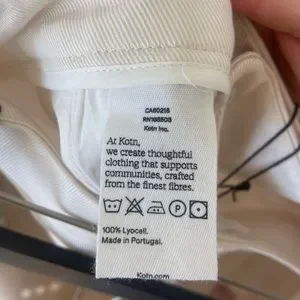 CA60218
RN166503
Kotn Inc.
At Kotn,
we create thoughtful
clothing that supports
communities, crafted
from the finest fibres.
P
100% Lyocell.
Made in Portugal.
Kotn.com